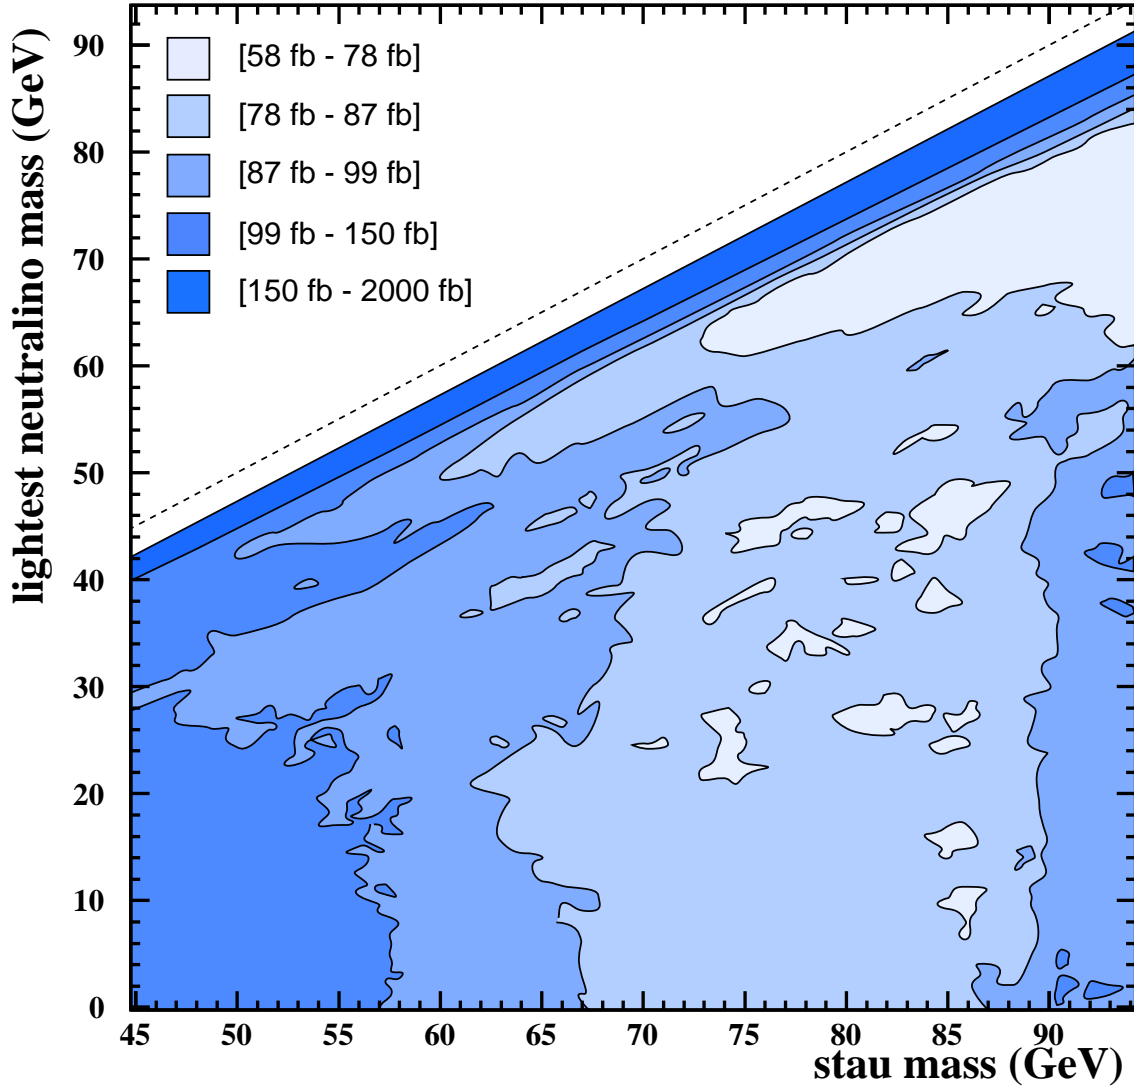 lightest neutralino mass (GeV)
90
80
70
60
50
40
30
20
10
0
[58 fb - 78 fb]
[78 fb - 87 fb]
[87 fb - 99 fb]
[99 fb - 150 fb]
[150 fb - 2000 fb]
45 50 55 60 65 70 75 80 85 90
stau mass (GeV)